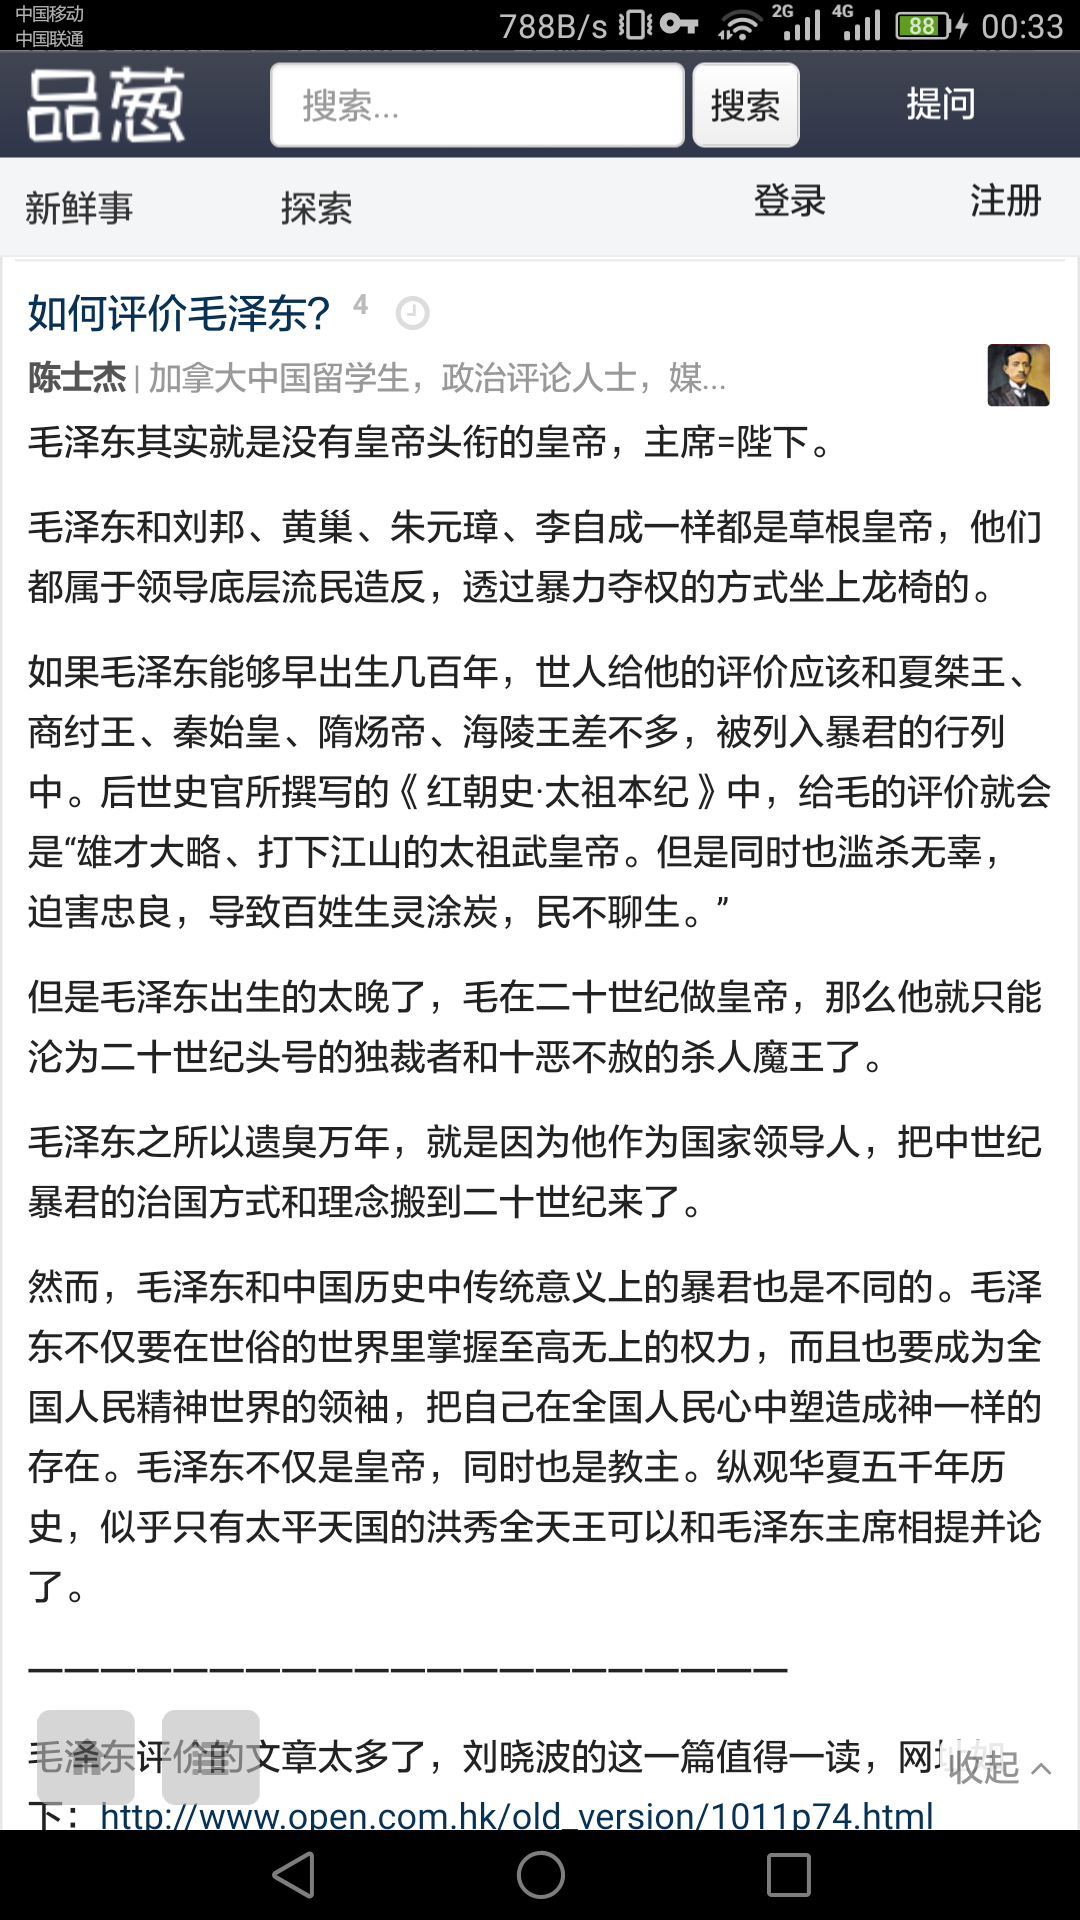 中国移动
中国联通
788B/s 2G 4G 88 00:33
品葱 搜索... 搜索 提问
新鲜事 探索 登录 注册
如何评价毛泽东? 4
陈士杰 | 加拿大中国留学生，政治评论人士，媒...
毛泽东其实就是没有皇帝头衔的皇帝，主席=陛下。
毛泽东和刘邦、黄巢、朱元璋、李自成一样都是草根皇帝，他们
都属于领导底层流民造反，透过暴力夺权的方式坐上龙椅的。
如果毛泽东能够早出生几百年，世人给他的评价应该和夏桀王、
商纣王、秦始皇、隋炀帝、海陵王差不多，被列入暴君的行列
中。后世史官所撰写的《红朝史·太祖本纪》中，给毛的评价就会
是“雄才大略、打下江山的太祖武皇帝。但是同时也滥杀无辜，
迫害忠良，导致百姓生灵涂炭，民不聊生。”
但是毛泽东出生的太晚了，毛在二十世纪做皇帝，那么他就只能
沦为二十世纪头号的独裁者和十恶不赦的杀人魔王了。
毛泽东之所以遗臭万年，就是因为他作为国家领导人，把中世纪
暴君的治国方式和理念搬到二十世纪来了。
然而，毛泽东和中国历史中传统意义上的暴君也是不同的。毛泽
东不仅要在世俗的世界里掌握至高无上的权力，而且也要成为全
国人民精神世界的领袖，把自己在全国人民心中塑造成神一样的
存在。毛泽东不仅是皇帝，同时也是教主。纵观华夏五千年历
史，似乎只有太平天国的洪秀全天王可以和毛泽东主席相提并论
了。
—————————————————————
毛泽东评价的文章太多了，刘晓波的这一篇值得一读，网址如
收起
下：http://www.open.com.hk/old_version/1011p74.html